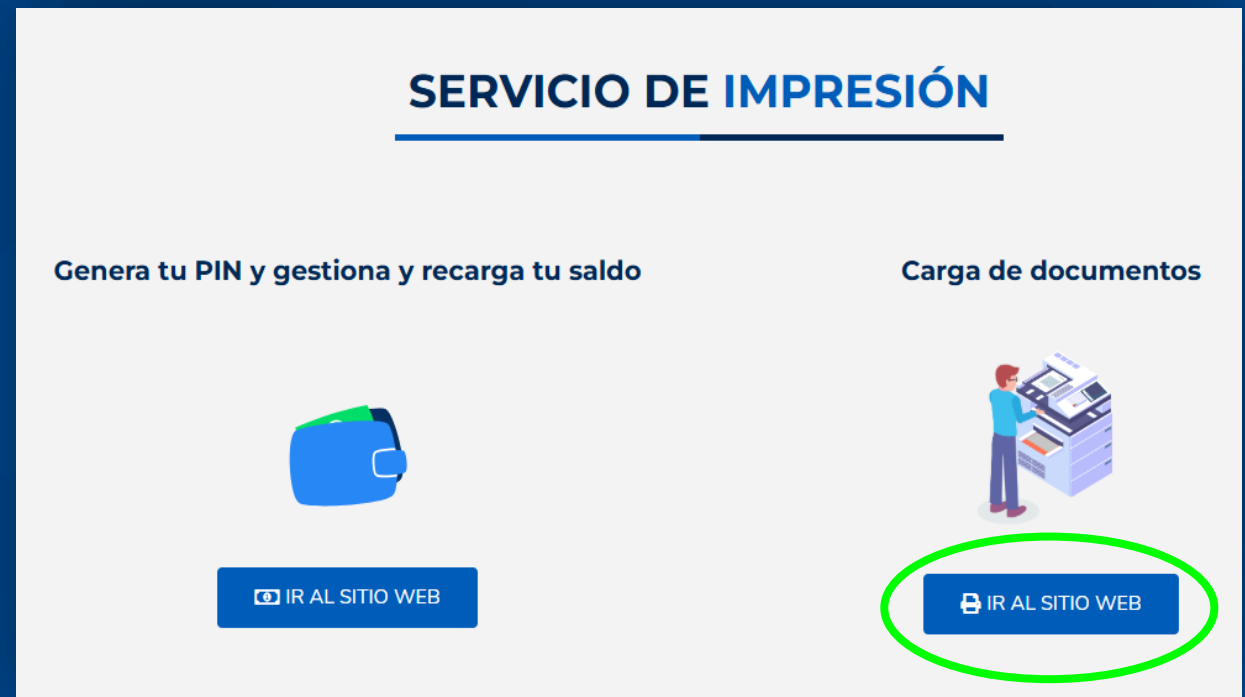 SERVICIO DE IMPRESIÓN
Genera tu PIN y gestiona y recarga tu saldo
IR AL SITIO WEB
Carga de documentos
IR AL SITIO WEB